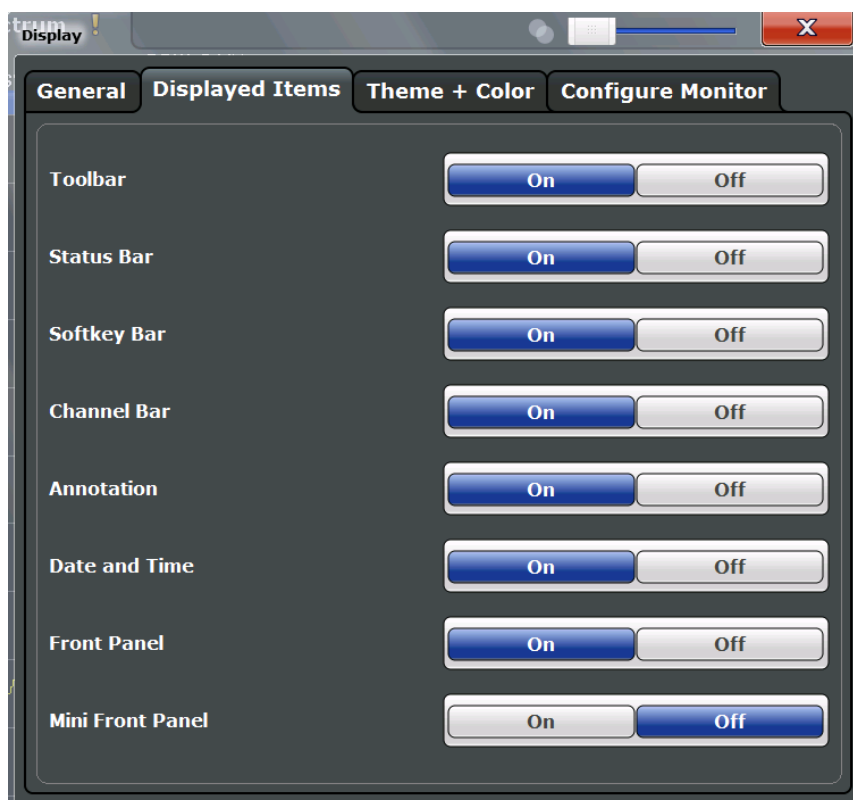 ctrum !
Display
General Displayed Items Theme + Color Configure Monitor
Toolbar On Off
Status Bar On Off
Softkey Bar On Off
Channel Bar On Off
Annotation On Off
Date and Time On Off
Front Panel On Off
Mini Front Panel On Off